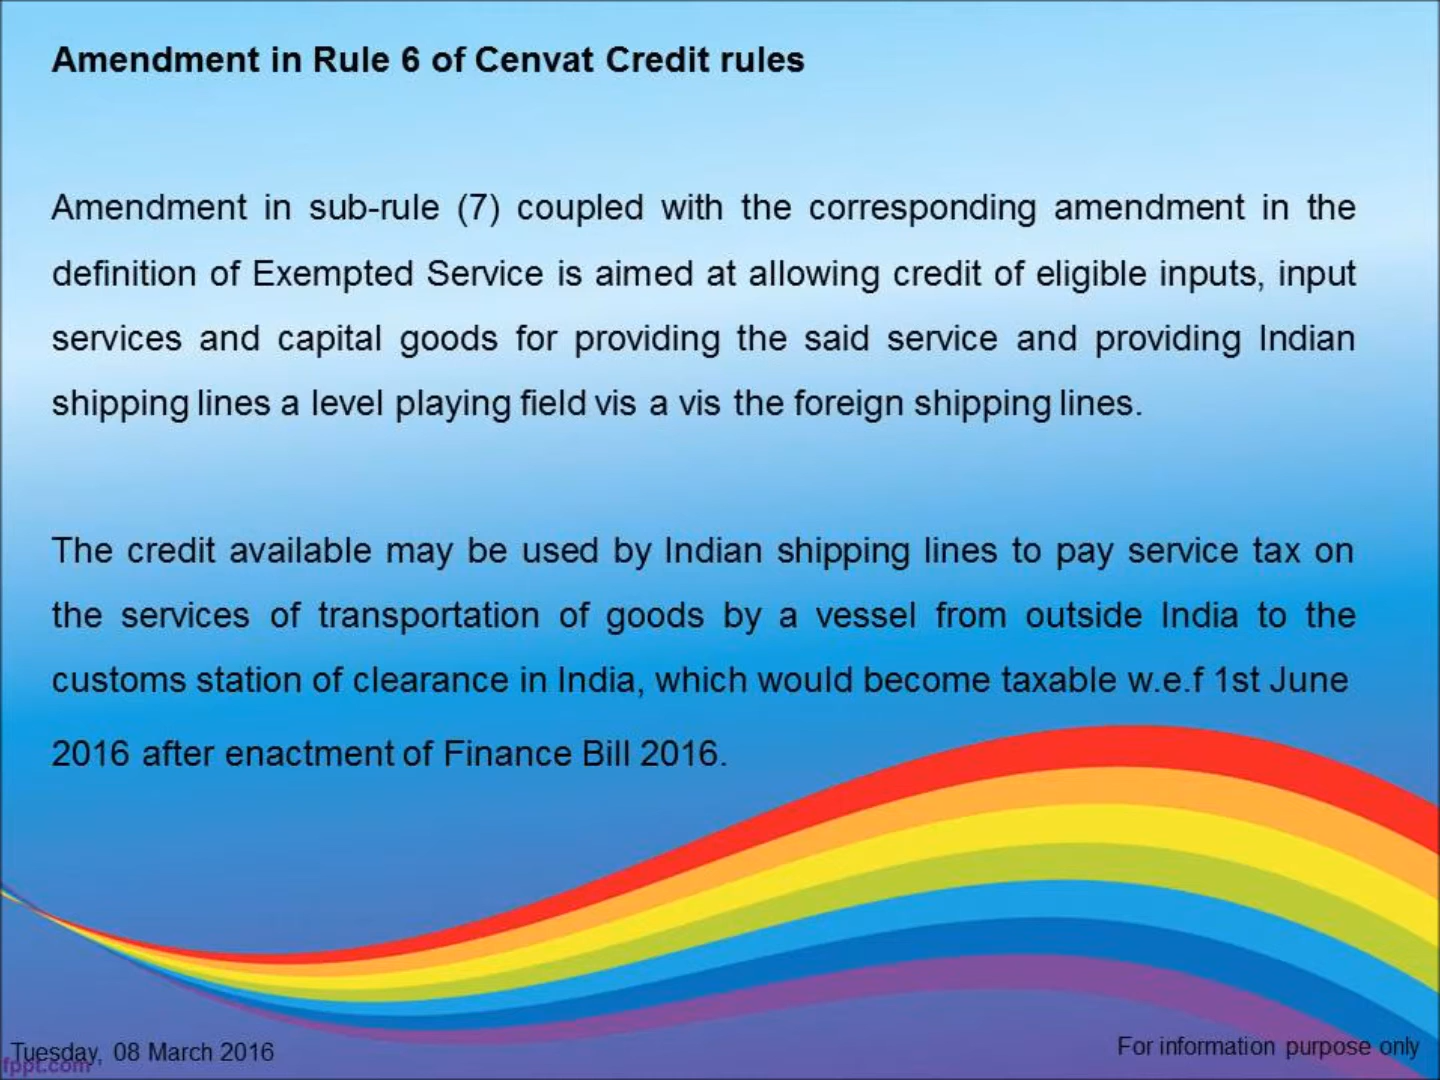 Amendment in Rule 6 of Cenvat Credit rules
Amendment in sub-rule (7) coupled with the corresponding amendment in the
definition of Exempted Service is aimed at allowing credit of eligible inputs, input
services and capital goods for providing the said service and providing Indian
shipping lines a level playing field vis a vis the foreign shipping lines.
The credit available may be used by Indian shipping lines to pay service tax on
the services of transportation of goods by a vessel from outside India to the
customs station of clearance in India, which would become taxable w.e.f 1st June
2016 after enactment of Finance Bill 2016.
Tuesday, 08 March 2016
For information purpose only
fppt.com